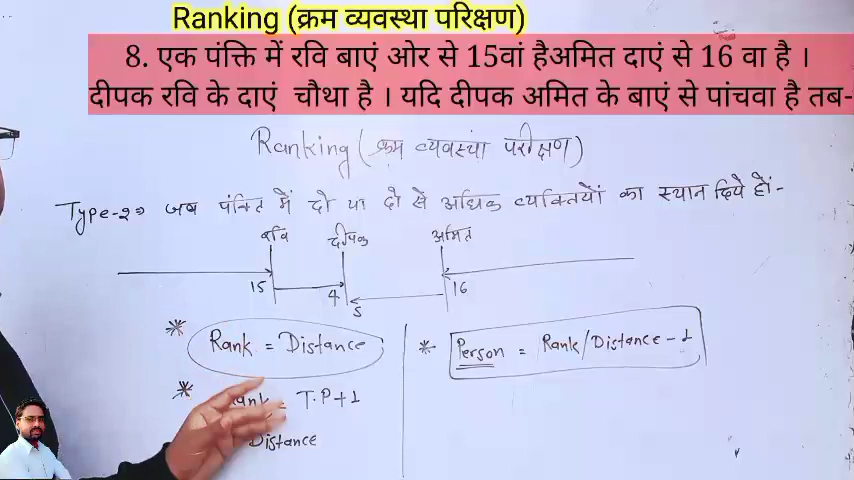 Ranking (क्रम व्यवस्था परिक्षण)
8. एक पंक्ति में रवि बाएं ओर से 15वां हैअमित दाएं से 16 वा है ।
दीपक रवि के दाएं चौथा है । यदि दीपक अमित के बाएं से पांचवा है तब-
Ranking (क्रम व्यवस्था परीक्षण)
Type-2⇒ जब पंक्ति में दो या दो से अधिक व्यक्तियों का स्थान दिये हों-
रवि दीपक अमित
15 4 5 16
* Rank = Distance
* Person = Rank/Distance - 1
* Rank = T.P+1
Distance